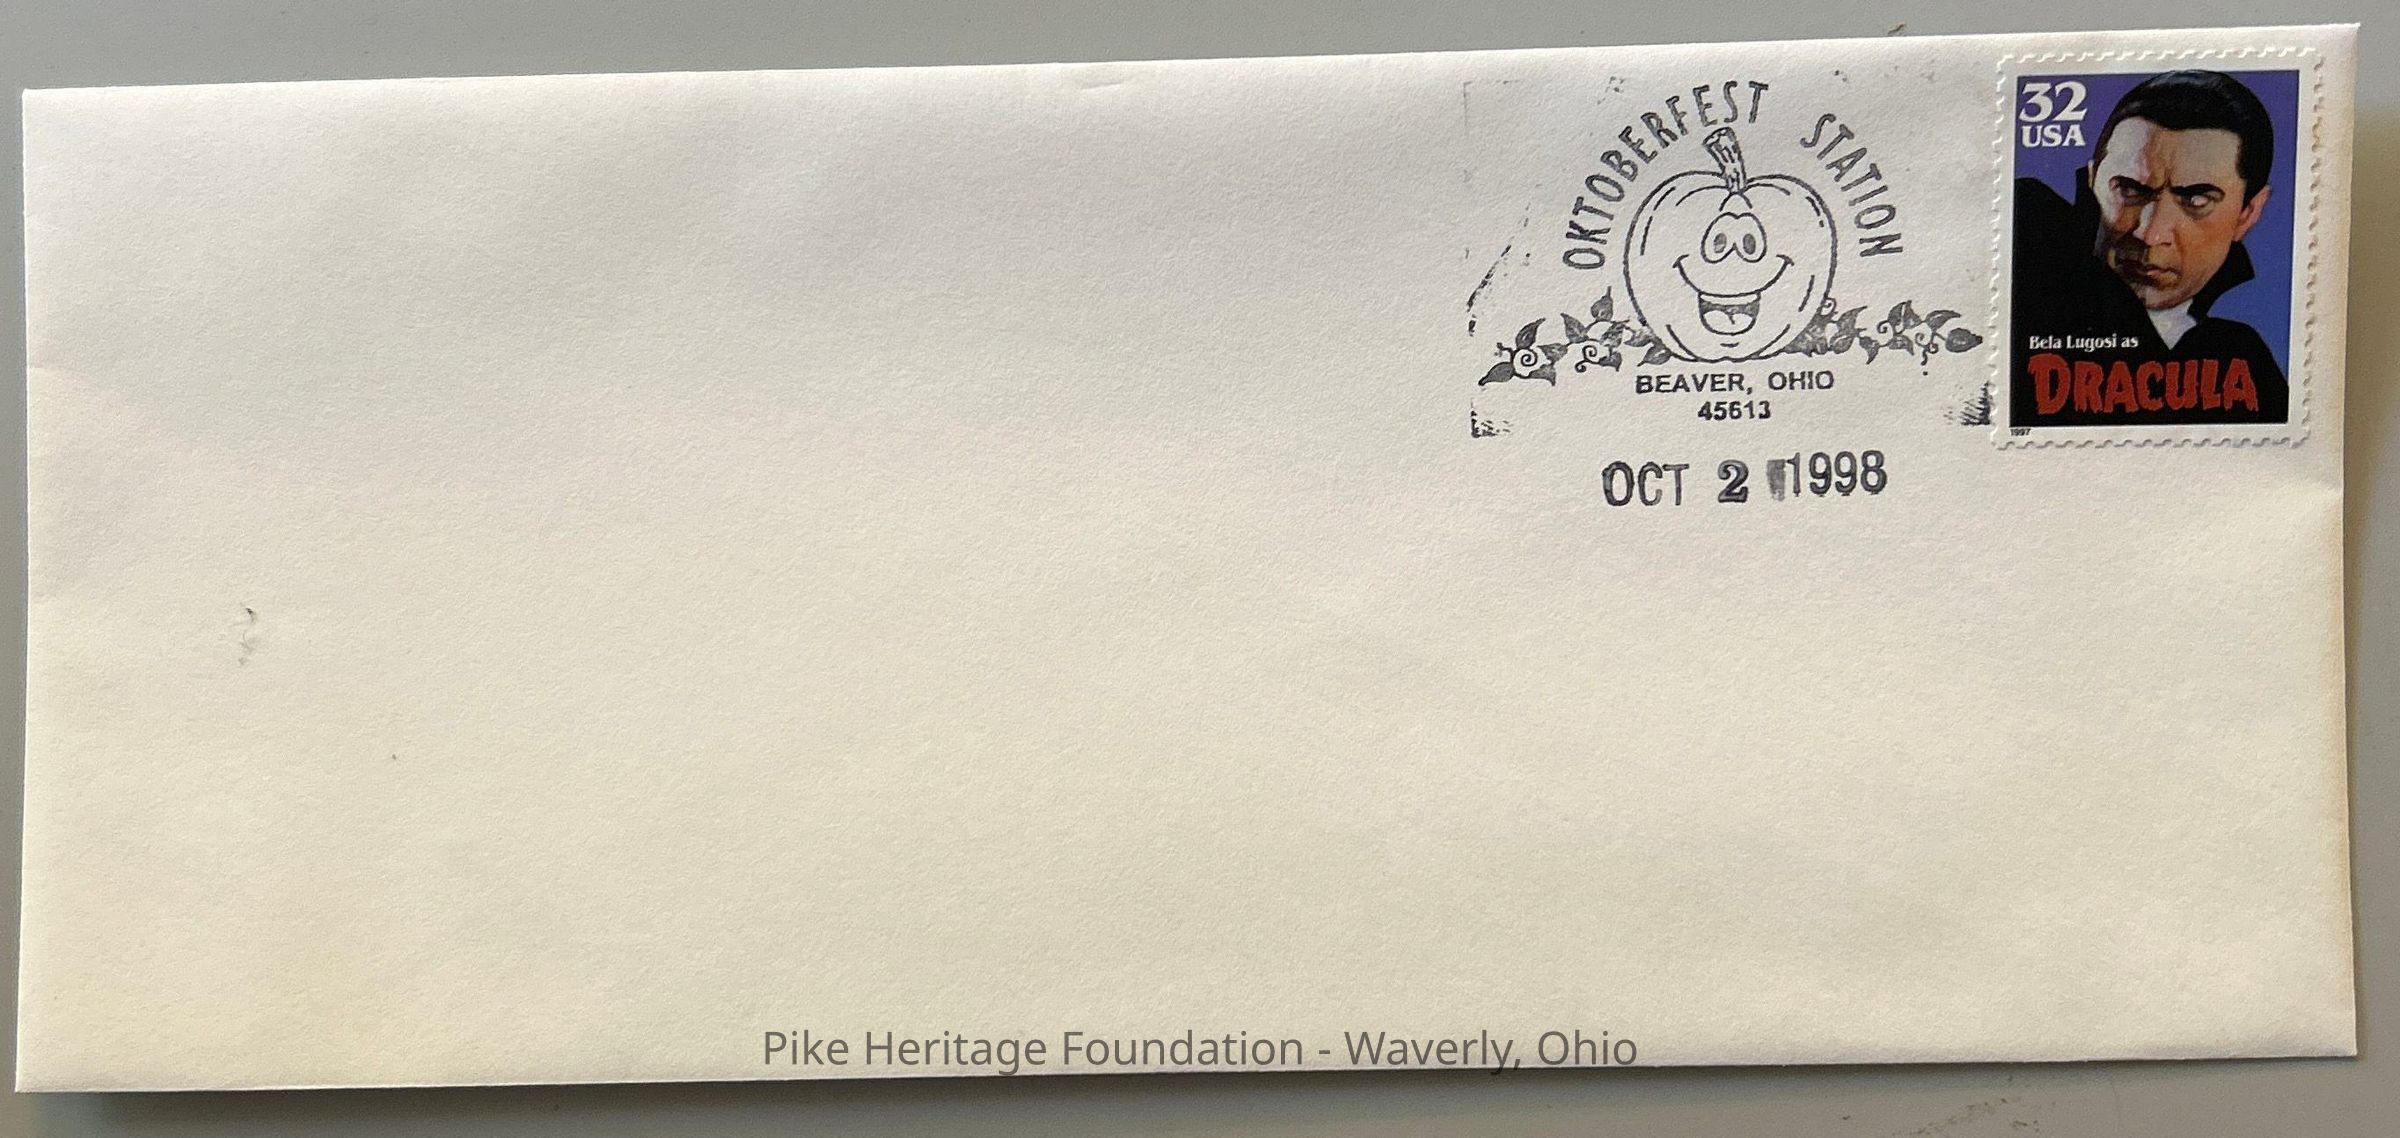 OKTOBERFEST STATION
BEAVER, OHIO
45613
OCT 2 1998
32
USA
Bela Lugosi as
DRACULA
1997
Pike Heritage Foundation - Waverly, Ohio